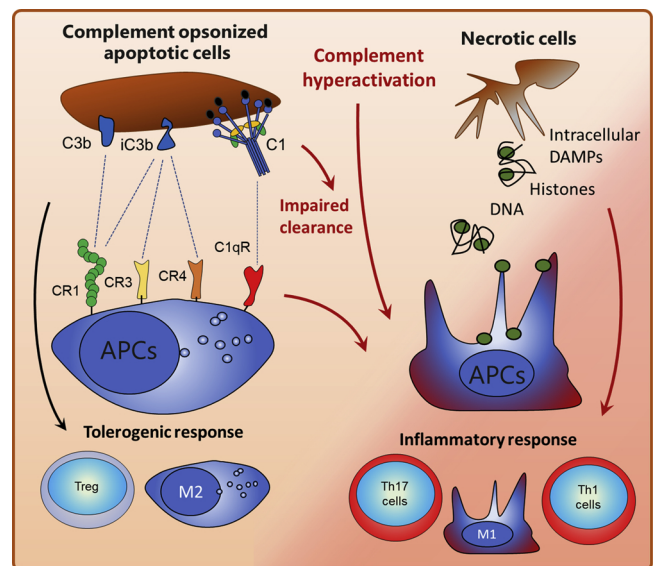 Complement opsonized
apoptotic cells
C3b
iC3b
C1
CR1
CR3
CR4
C1qR
APCs
Tolerogenic response
Treg
M2
Complement
hyperactivation
Impaired
clearance
Necrotic cells
Intracellular
DAMPs
Histones
DNA
APCs
Inflammatory response
Th17
cells
M1
Th1
cells